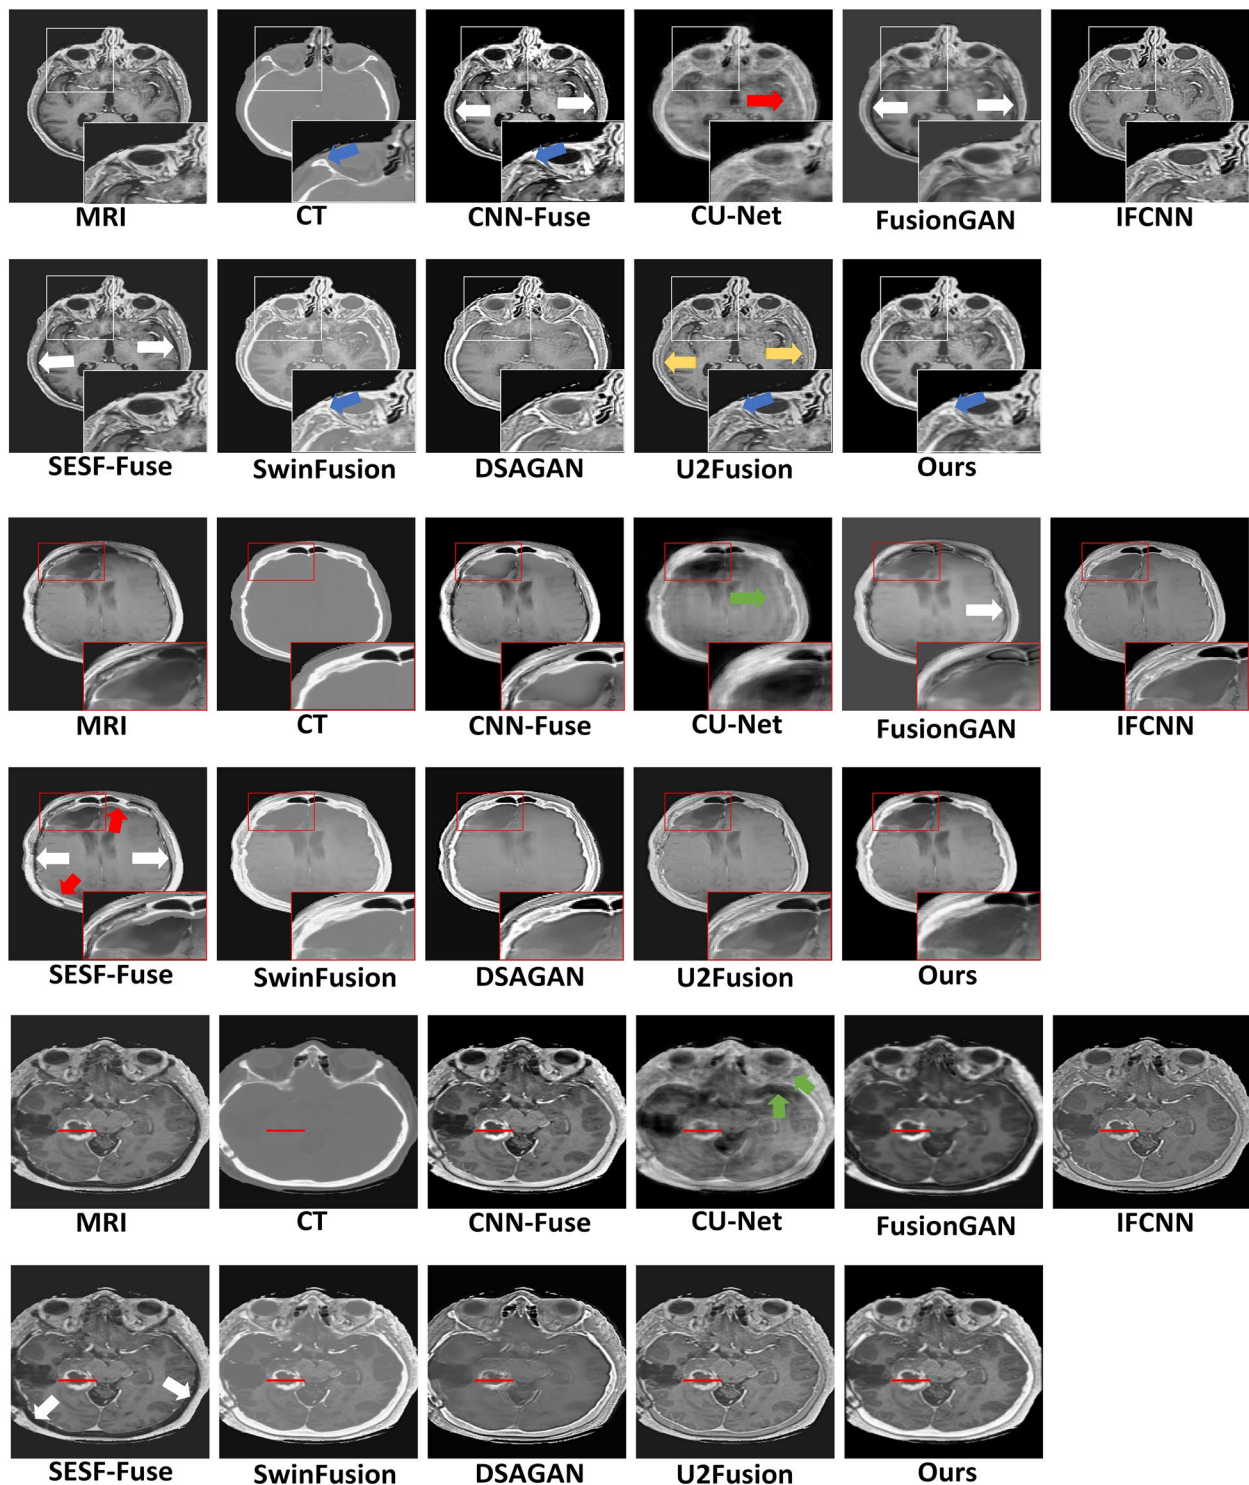 MRI CT CNN-Fuse CU-Net FusionGAN IFCNN
SESF-Fuse SwinFusion DSAGAN U2Fusion Ours
MRI CT CNN-Fuse CU-Net FusionGAN IFCNN
SESF-Fuse SwinFusion DSAGAN U2Fusion Ours
MRI CT CNN-Fuse CU-Net FusionGAN IFCNN
SESF-Fuse SwinFusion DSAGAN U2Fusion Ours